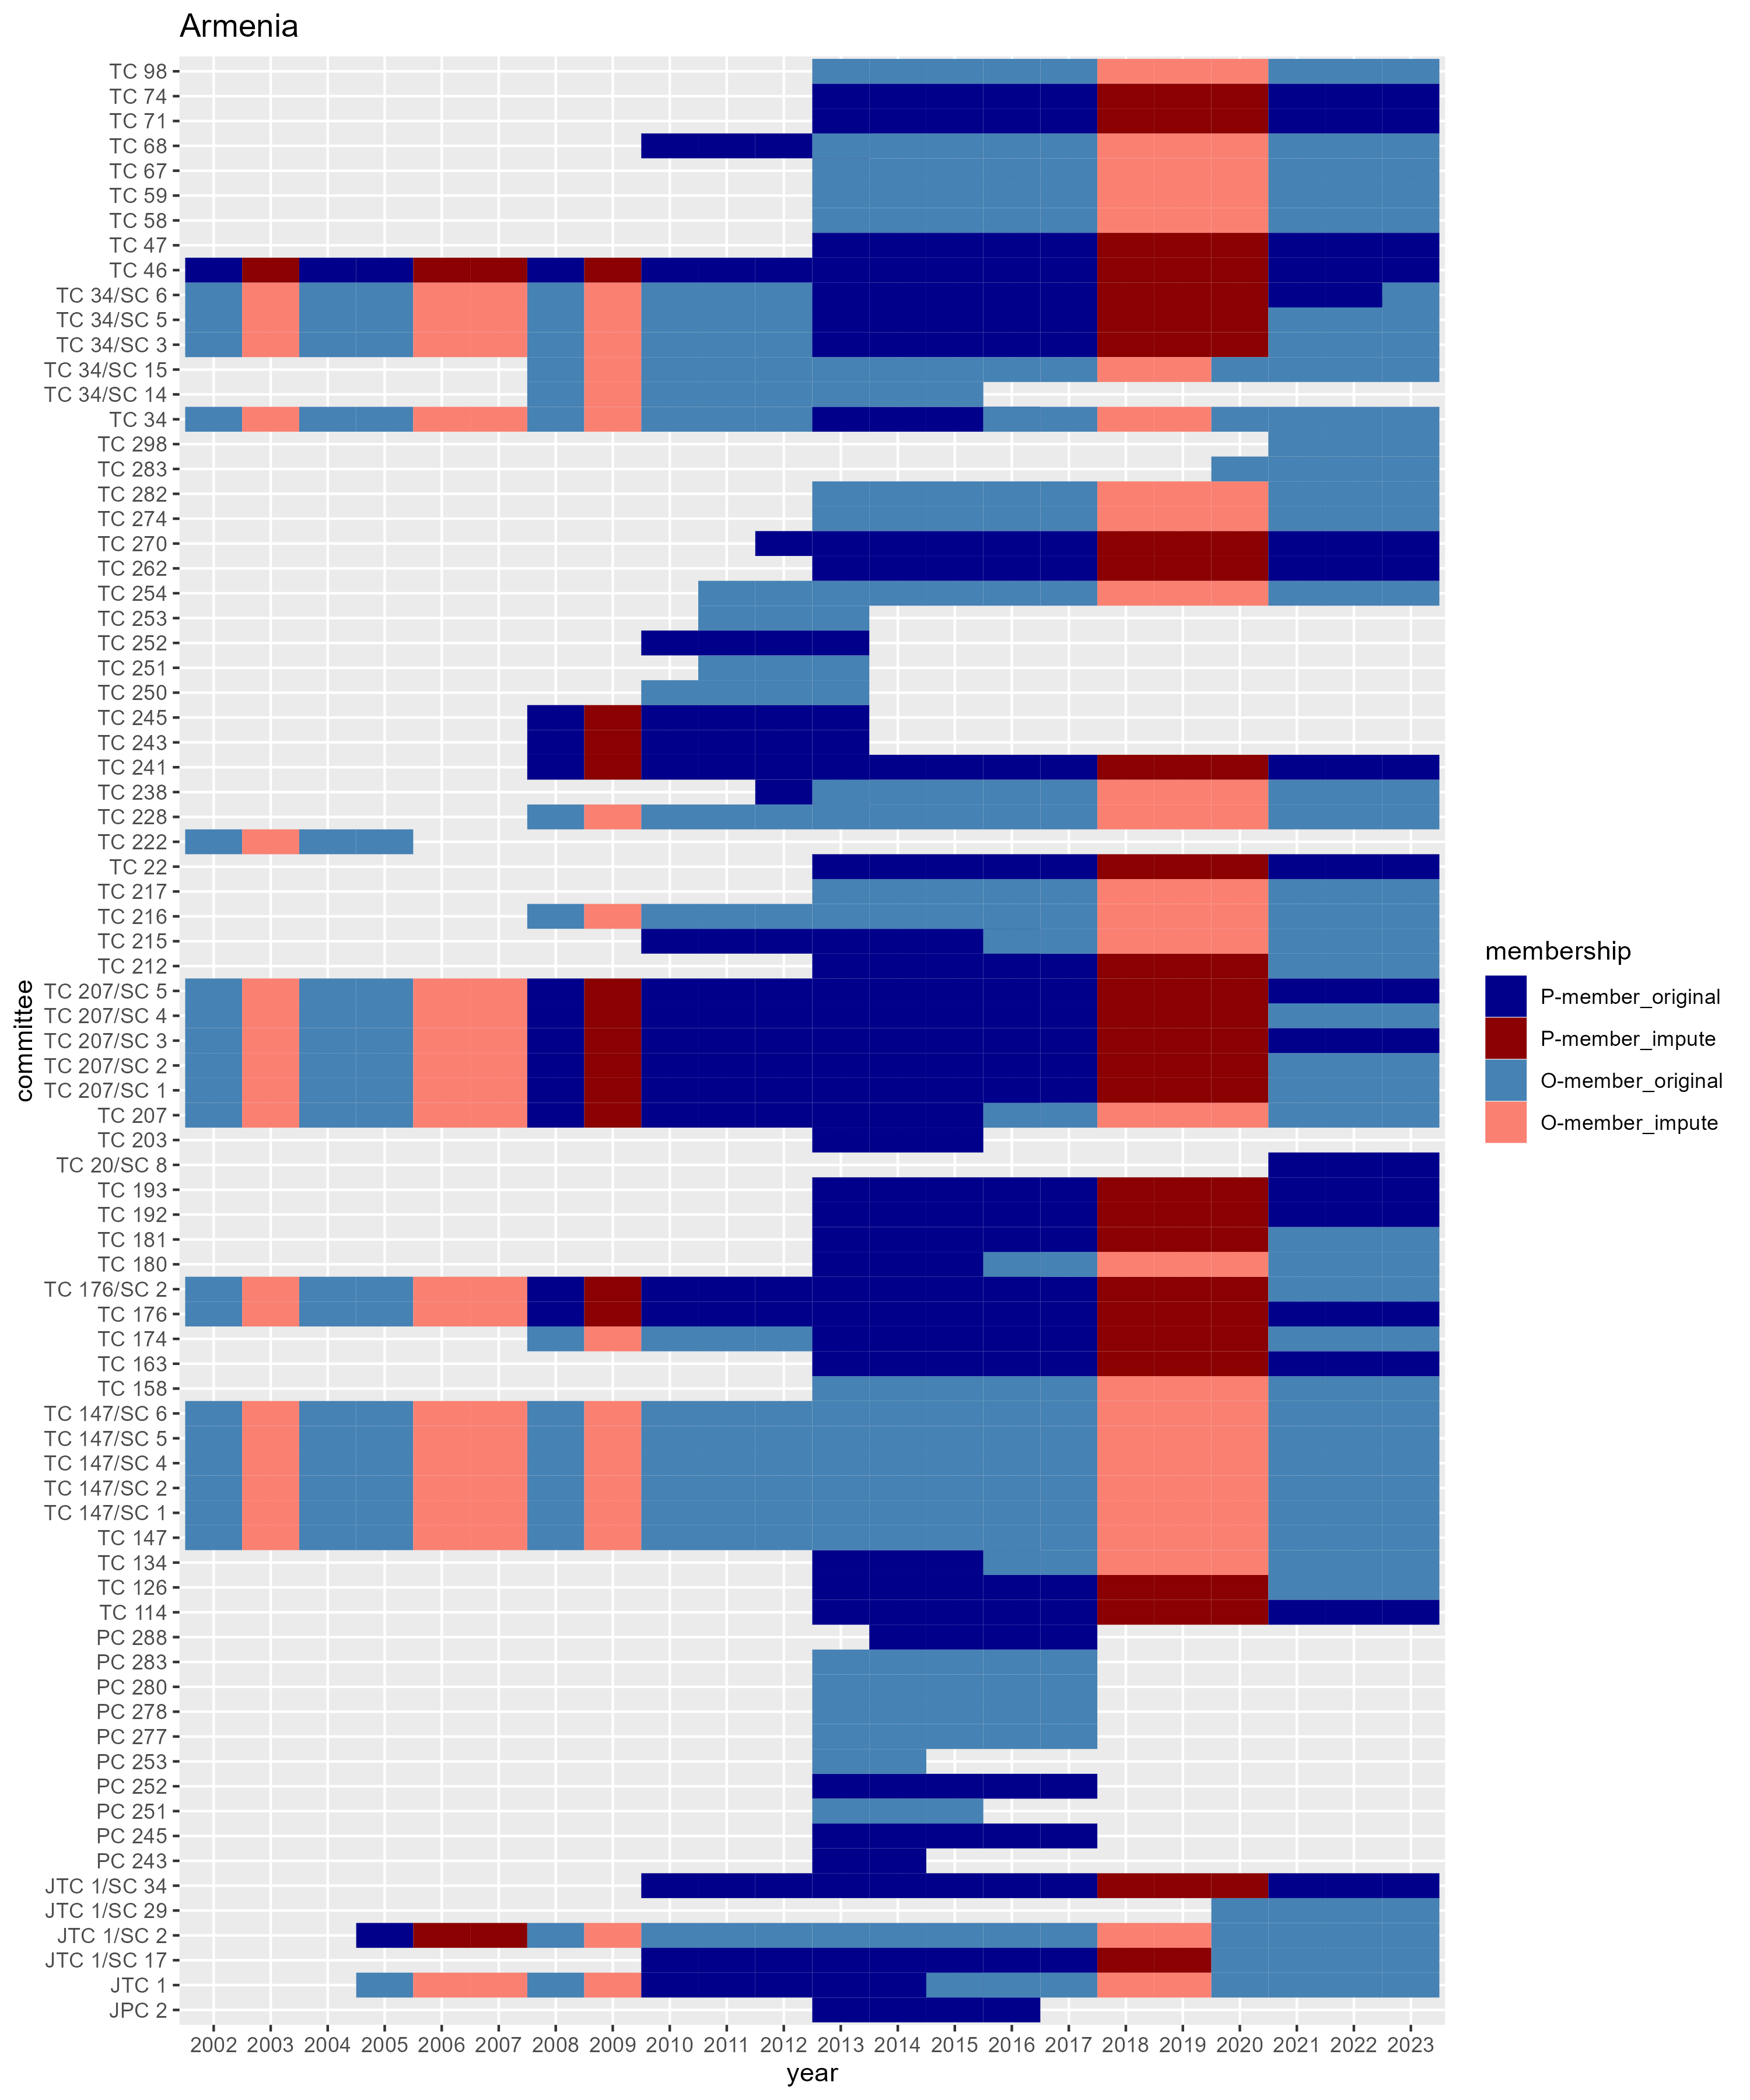 Armenia
TC 98
TC 74
TC 71
TC 68
TC 67
TC 59
TC 58
TC 47
TC 46
TC 34/SC 6
TC 34/SC 5
TC 34/SC 3
TC 34/SC 15
TC 34/SC 14
TC 34
TC 298
TC 283
TC 282
TC 274
TC 270
TC 262
TC 254
TC 253
TC 252
TC 251
TC 250
TC 245
TC 243
TC 241
TC 238
TC 228
TC 222
TC 22
TC 217
TC 216
TC 215
TC 212
TC 207/SC 5
TC 207/SC 4
TC 207/SC 3
TC 207/SC 2
TC 207/SC 1
TC 207
TC 203
TC 20/SC 8
TC 193
TC 192
TC 181
TC 180
TC 176/SC 2
TC 176
TC 174
TC 163
TC 158
TC 147/SC 6
TC 147/SC 5
TC 147/SC 4
TC 147/SC 2
TC 147/SC 1
TC 147
TC 134
TC 126
TC 114
PC 288
PC 283
PC 280
PC 278
PC 277
PC 253
PC 252
PC 251
PC 245
PC 243
JTC 1/SC 34
JTC 1/SC 29
JTC 1/SC 2
JTC 1/SC 17
JTC 1
JPC 2
committee
2002 2003 2004 2005 2006 2007 2008 2009 2010 2011 2012 2013 2014 2015 2016 2017 2018 2019 2020 2021 2022 2023
year
membership
P-member_original
P-member_impute
O-member_original
O-member_impute